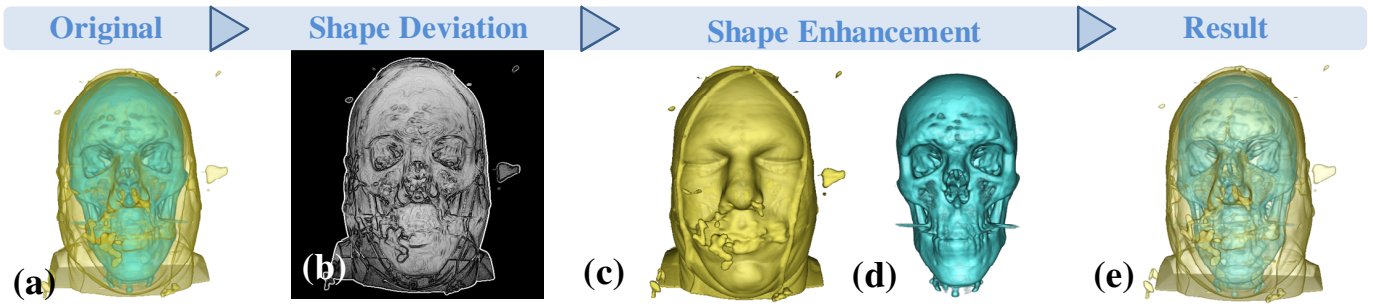 Original Shape Deviation Shape Enhancement Result
(a) (b) (c) (d) (e)